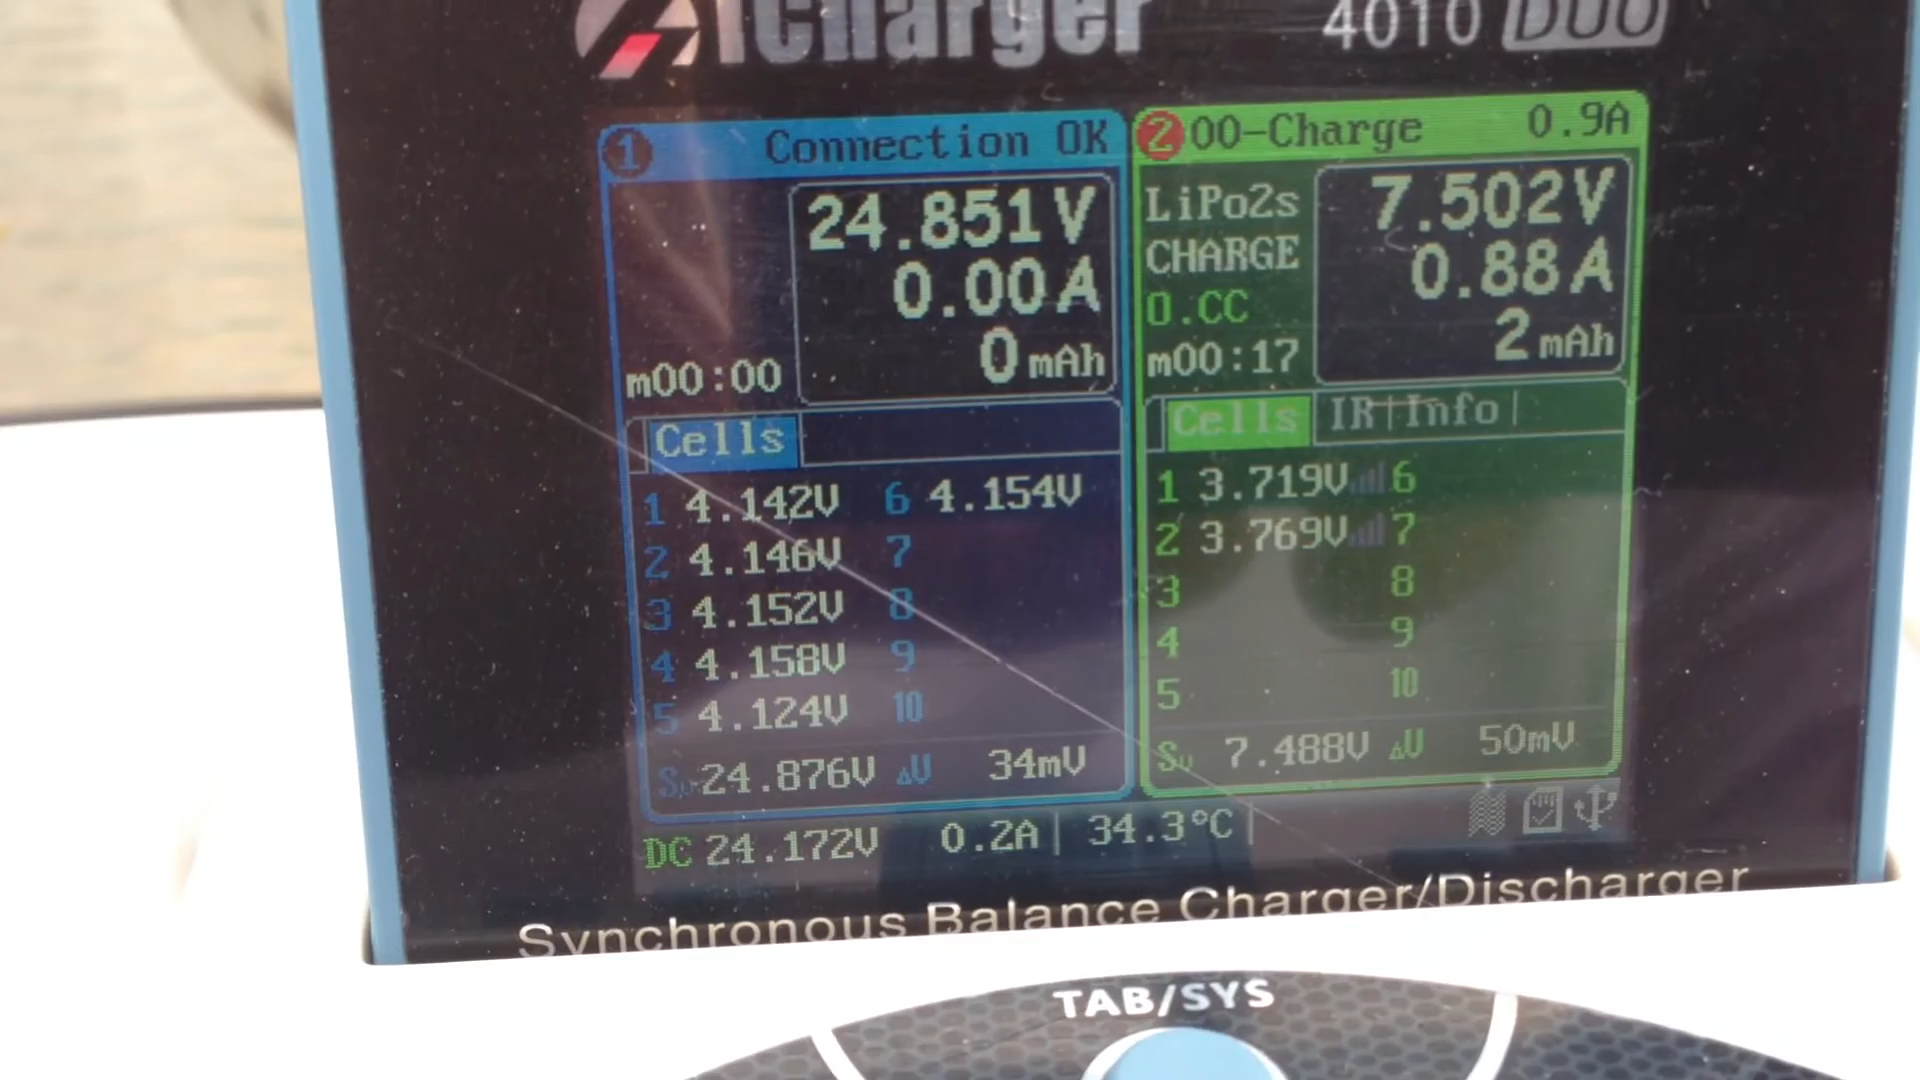 iCharger 4010 DUO
1 Connection OK
24.851V
0.00A
m00:00 0mAh
Cells
1 4.142V 6 4.154V
2 4.146V 7
3 4.152V 8
4 4.158V 9
5 4.124V 10
Sᵤ 24.876V ΔU 34mV
2 00-Charge 0.9A
LiPo2s 7.502V
CHARGE 0.88A
0.CC
m00:17 2mAh
Cells IR|Info|
1 3.719V 6
2 3.769V 7
3 8
4 9
5 10
Sᵤ 7.488V ΔU 50mV
DC 24.172V 0.2A| 34.3°C|
Synchronous Balance Charger/Discharger
TAB/SYS